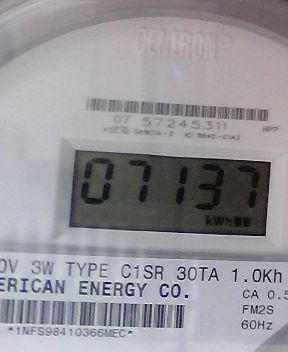 CENTRON
07 57245311 HPP
07137
kWh
0V 3W TYPE C1SR 30TA 1.0Kh
ERICAN ENERGY CO. CA 0.5
FM2S
*1NFS98410366MEC* 60Hz